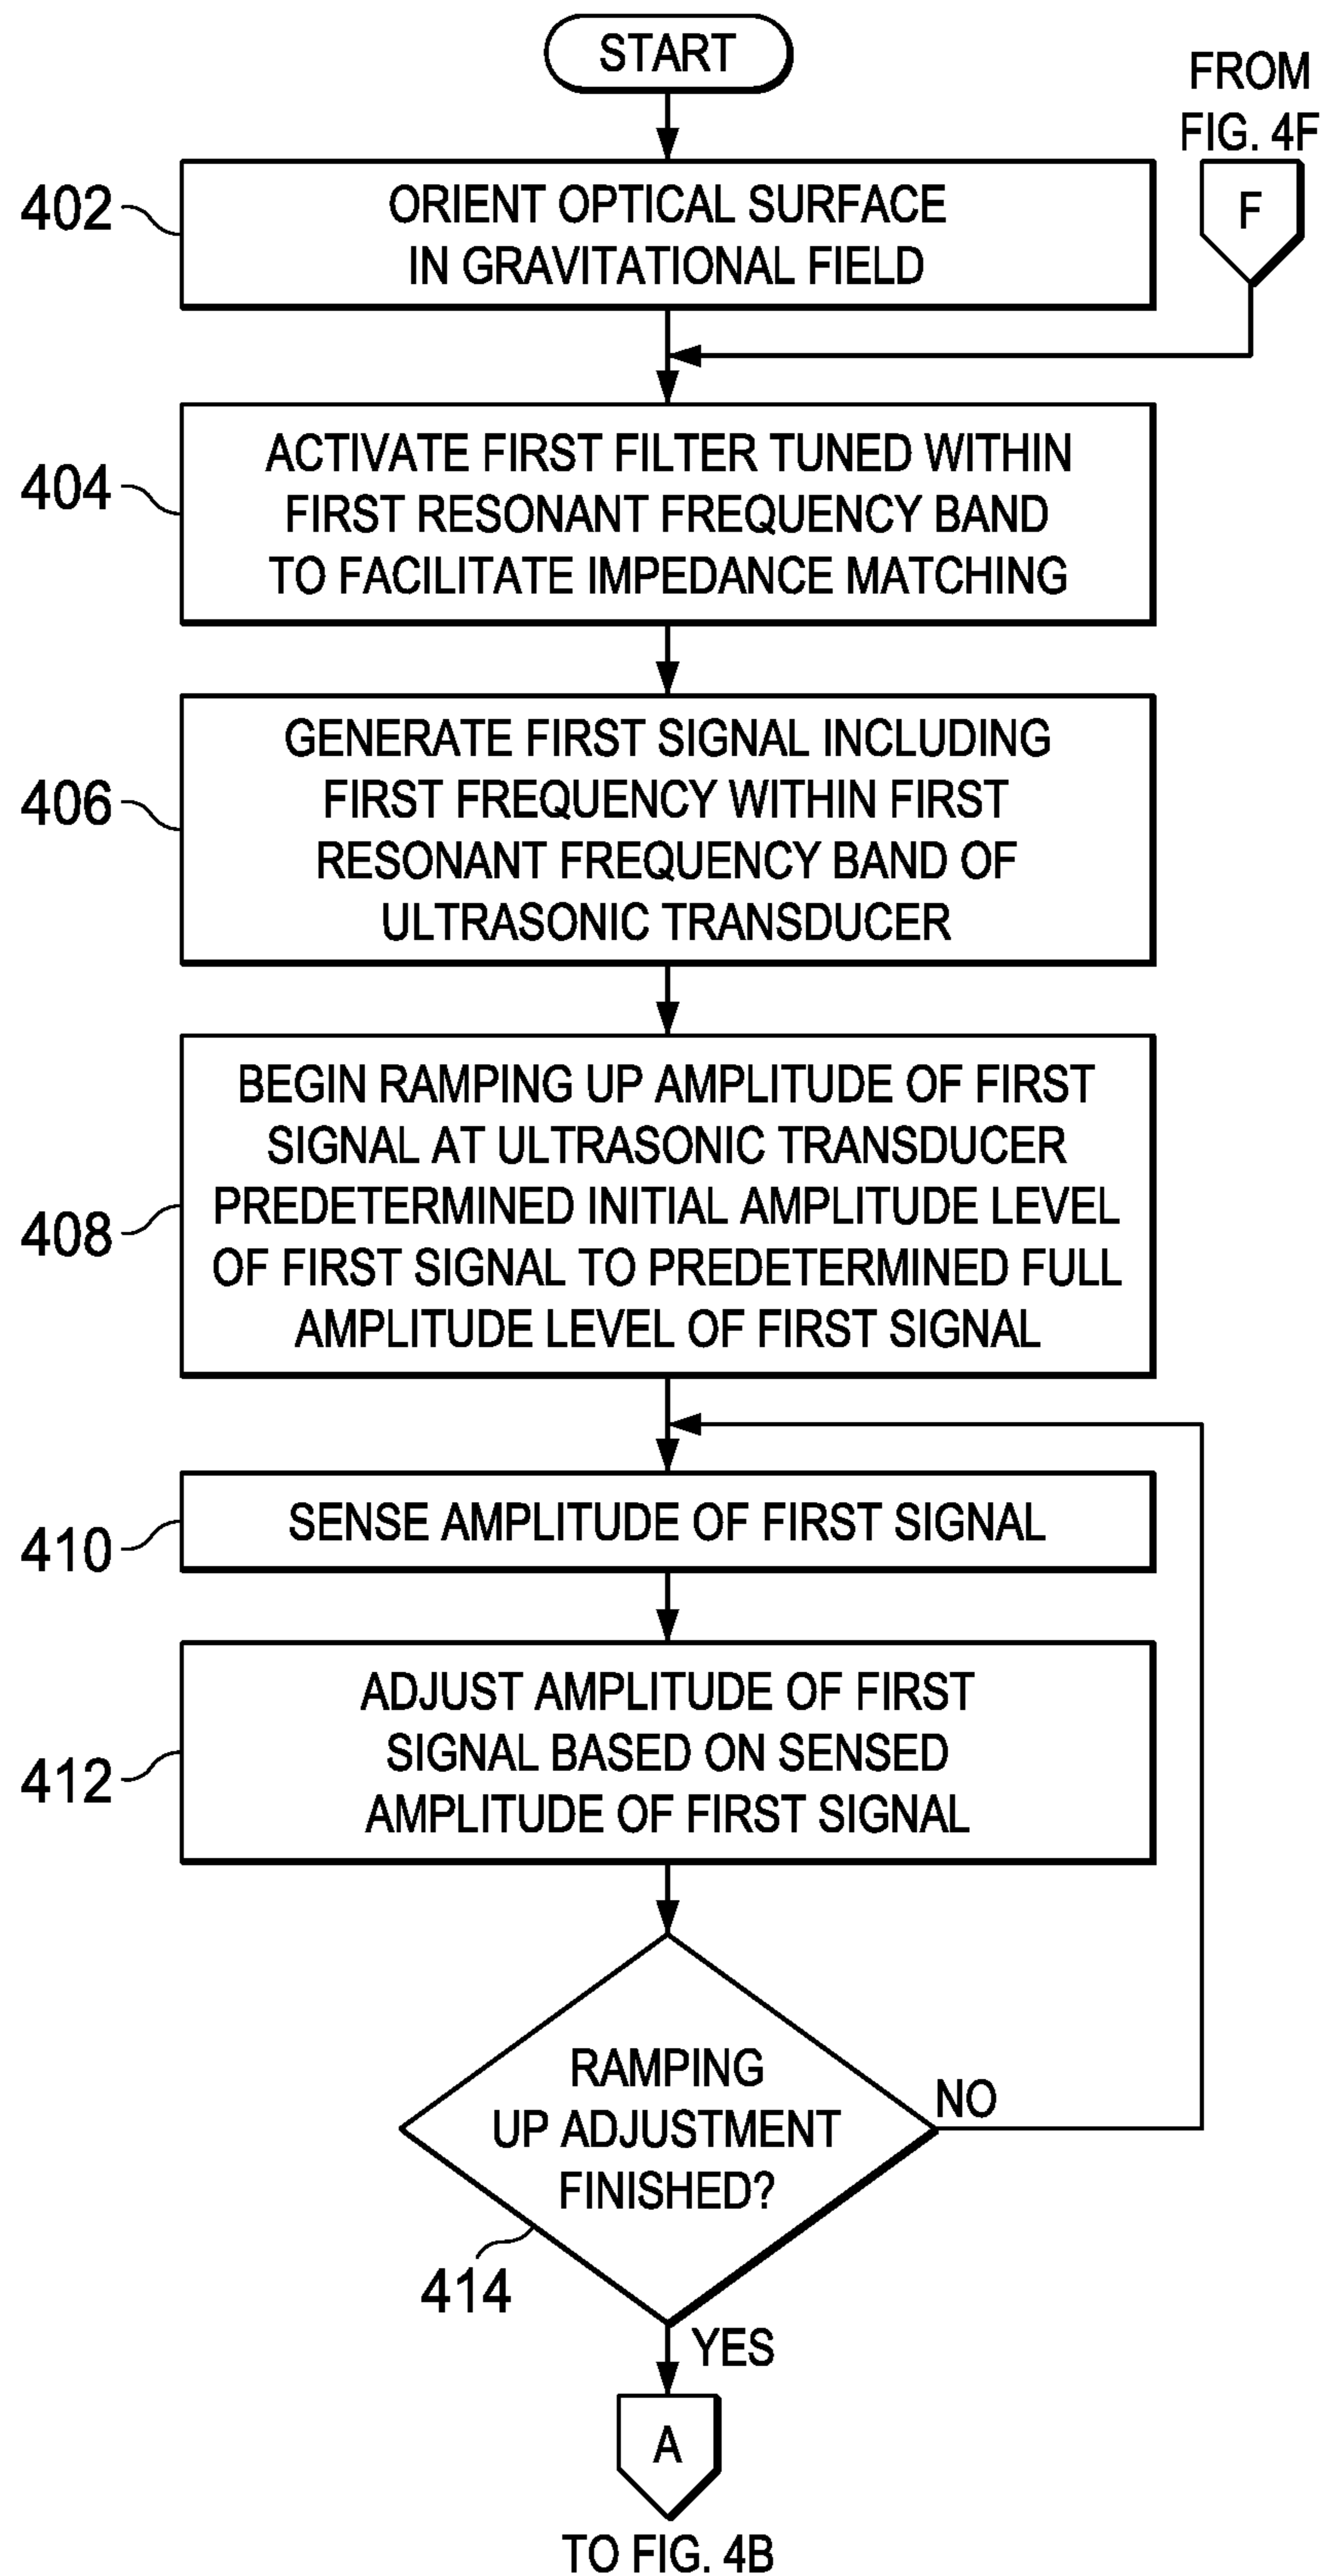 START
FROM
FIG. 4F
F
402
ORIENT OPTICAL SURFACE
IN GRAVITATIONAL FIELD
404
ACTIVATE FIRST FILTER TUNED WITHIN
FIRST RESONANT FREQUENCY BAND
TO FACILITATE IMPEDANCE MATCHING
406
GENERATE FIRST SIGNAL INCLUDING
FIRST FREQUENCY WITHIN FIRST
RESONANT FREQUENCY BAND OF
ULTRASONIC TRANSDUCER
408
BEGIN RAMPING UP AMPLITUDE OF FIRST
SIGNAL AT ULTRASONIC TRANSDUCER
PREDETERMINED INITIAL AMPLITUDE LEVEL
OF FIRST SIGNAL TO PREDETERMINED FULL
AMPLITUDE LEVEL OF FIRST SIGNAL
410
SENSE AMPLITUDE OF FIRST SIGNAL
412
ADJUST AMPLITUDE OF FIRST
SIGNAL BASED ON SENSED
AMPLITUDE OF FIRST SIGNAL
RAMPING
UP ADJUSTMENT
FINISHED?
NO
414
YES
A
TO FIG. 4B